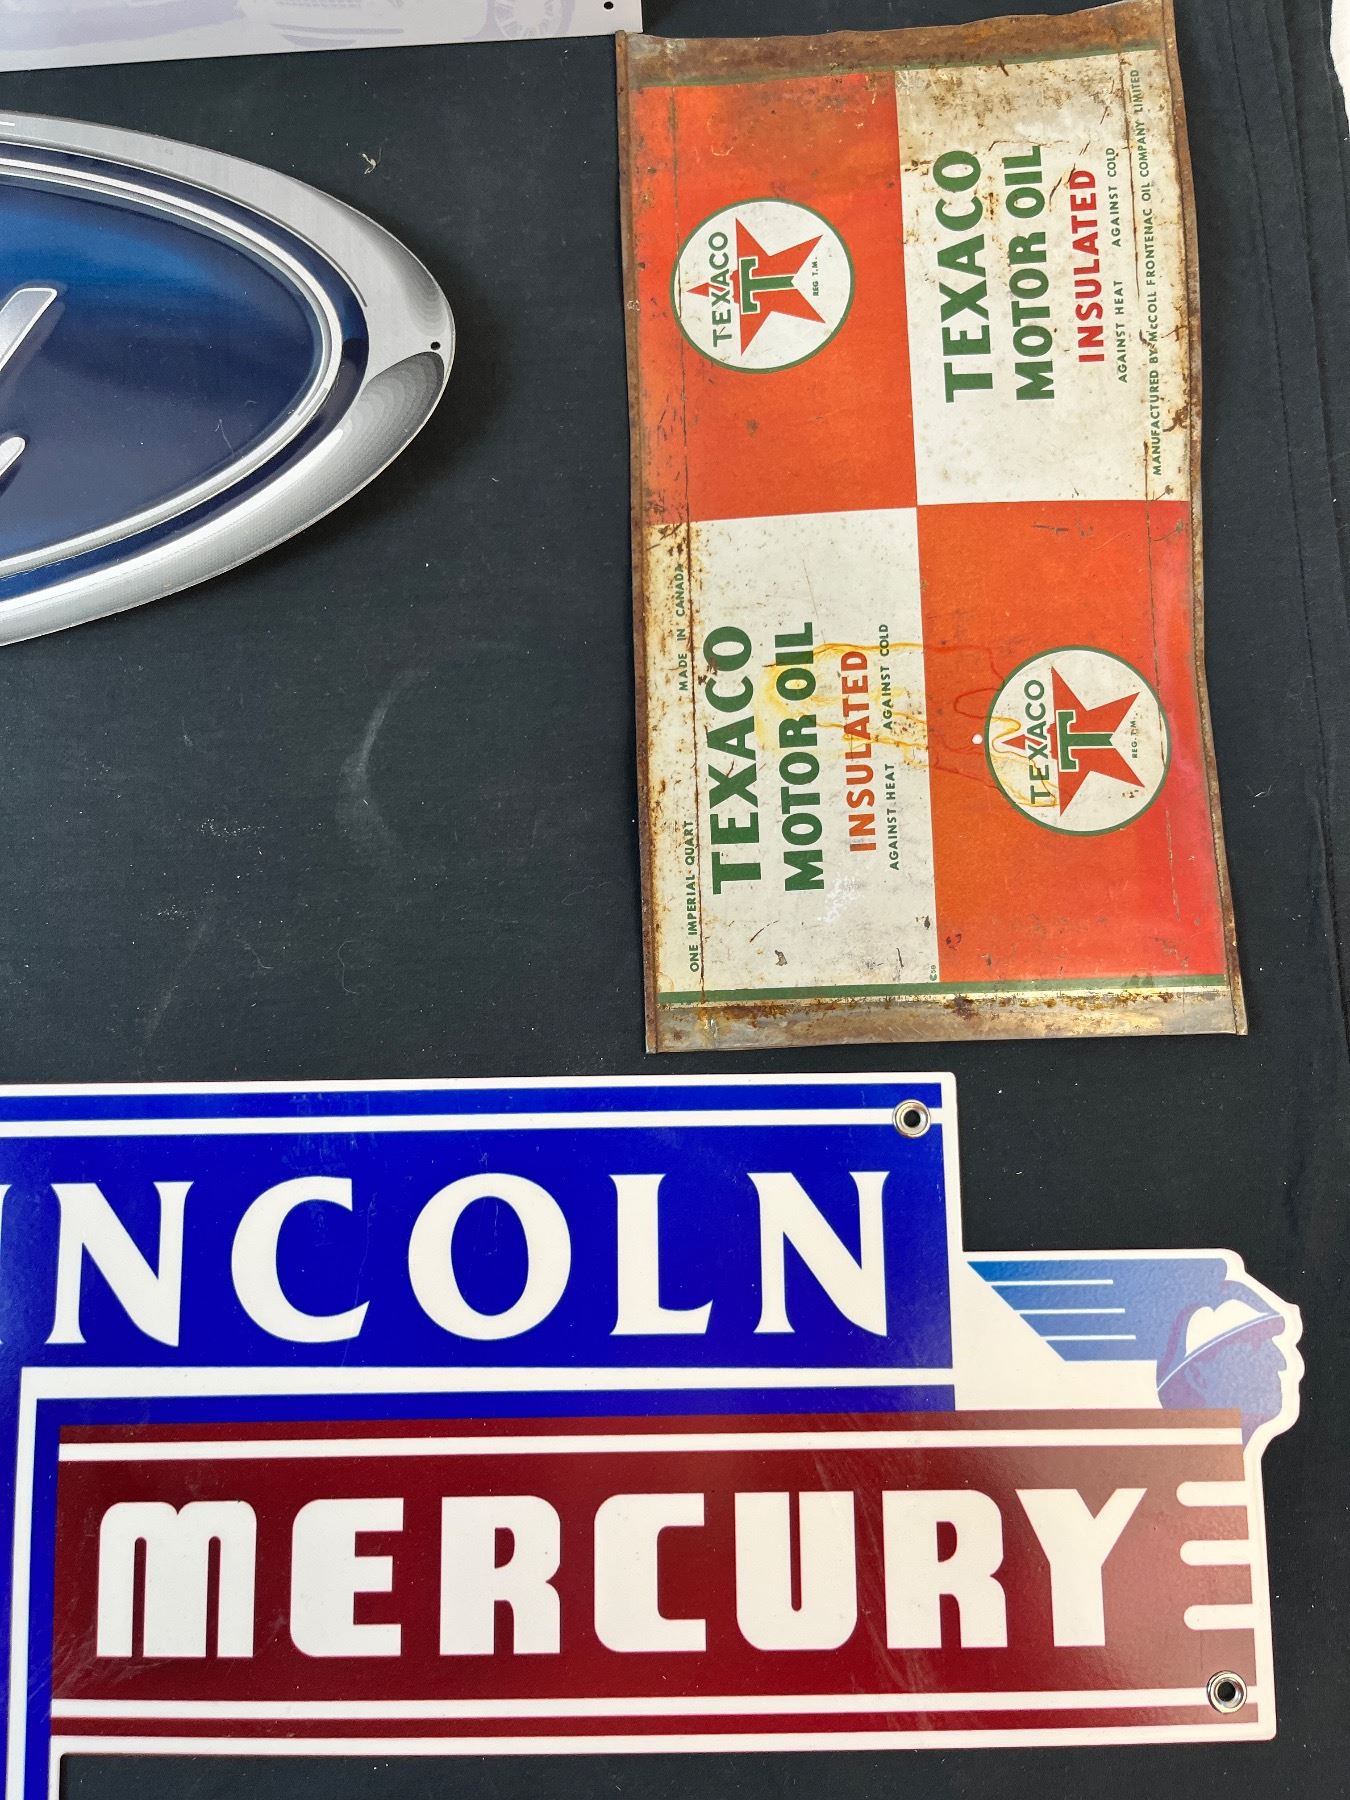 TEXACO
T
REG. T.M.
TEXACO
MOTOR OIL
INSULATED
AGAINST HEAT AGAINST COLD
MANUFACTURED BY McCOLL FRONTENAC OIL COMPANY LIMITED
ONE IMPERIAL QUART MADE IN CANADA
TEXACO
MOTOR OIL
INSULATED
AGAINST HEAT AGAINST COLD
TEXACO
T
REG. T.M.
INCOLN
MERCURY